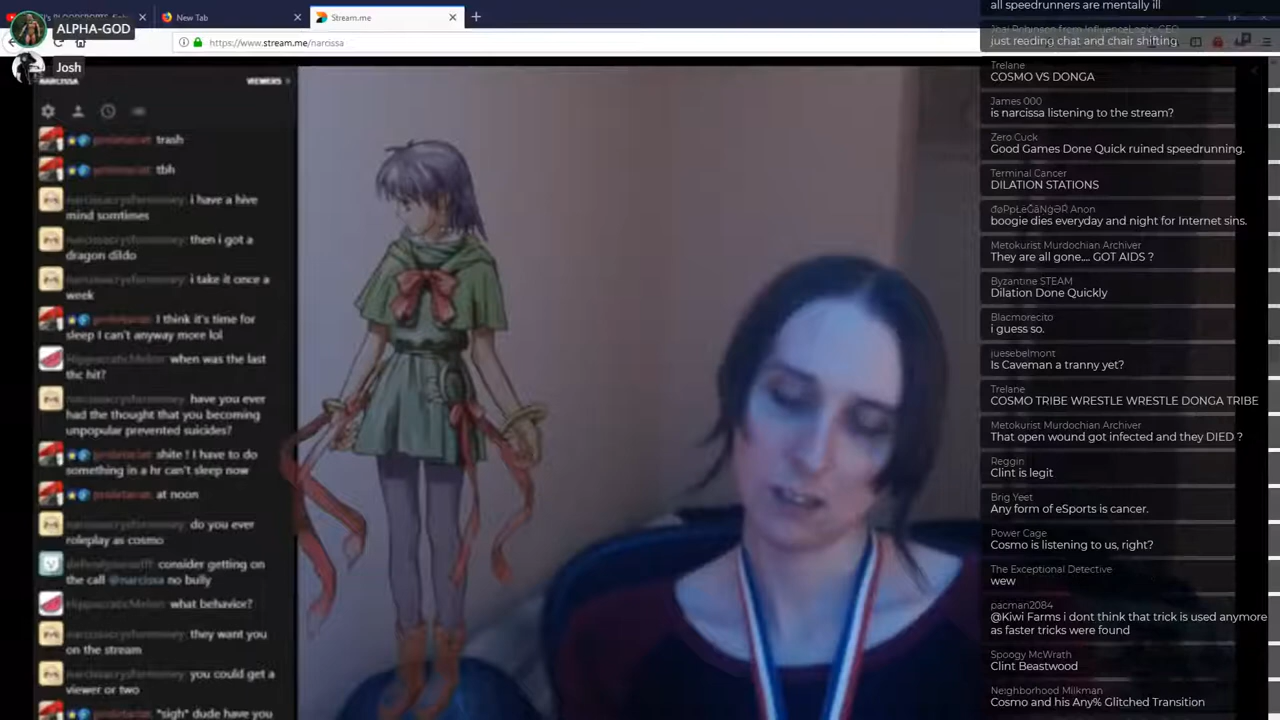 New Tab
Stream.me
ALPHA-GOD
https://www.stream.me/narcissa
Josh
NARCISSA
VIEWERS
trash
tbh
i have a hive
mind somtimes
then i got a
dragon dildo
i take it once a
week
I think it's time for
sleep I can't anyway more lol
HippocraticMelon when was the last
thc hit?
have you ever
had the thought that you becoming
unpopular prevented suicides?
shite ! I have to do
something in a hr can't sleep now
at noon
do you ever
roleplay as cosmo
consider getting on
the call @narcissa no bully
HippocraticMelon what behavior?
they want you
on the stream
you could get a
viewer or two
*sigh* dude have you
all speedrunners are mentally ill
Joal Robinson from InfluenceLogic, CEO
just reading chat and chair shifting
Trelane
COSMO VS DONGA
James 000
is narcissa listening to the stream?
Zero Cuck
Good Games Done Quick ruined speedrunning.
Terminal Cancer
DILATION STATIONS
Anon
boogie dies everyday and night for Internet sins.
Metokurist Murdochian Archiver
They are all gone.... GOT AIDS ?
Byzantine STEAM
Dilation Done Quickly
Blacmorecito
i guess so.
juesebelmont
Is Caveman a tranny yet?
Trelane
COSMO TRIBE WRESTLE WRESTLE DONGA TRIBE
Metokurist Murdochian Archiver
That open wound got infected and they DIED ?
Reggin
Clint is legit
Brig Yeet
Any form of eSports is cancer.
Power Cage
Cosmo is listening to us, right?
The Exceptional Detective
wew
pacman2084
@Kiwi Farms i dont think that trick is used anymore
as faster tricks were found
Spoogy McWrath
Clint Beastwood
Neighborhood Milkman
Cosmo and his Any% Glitched Transition